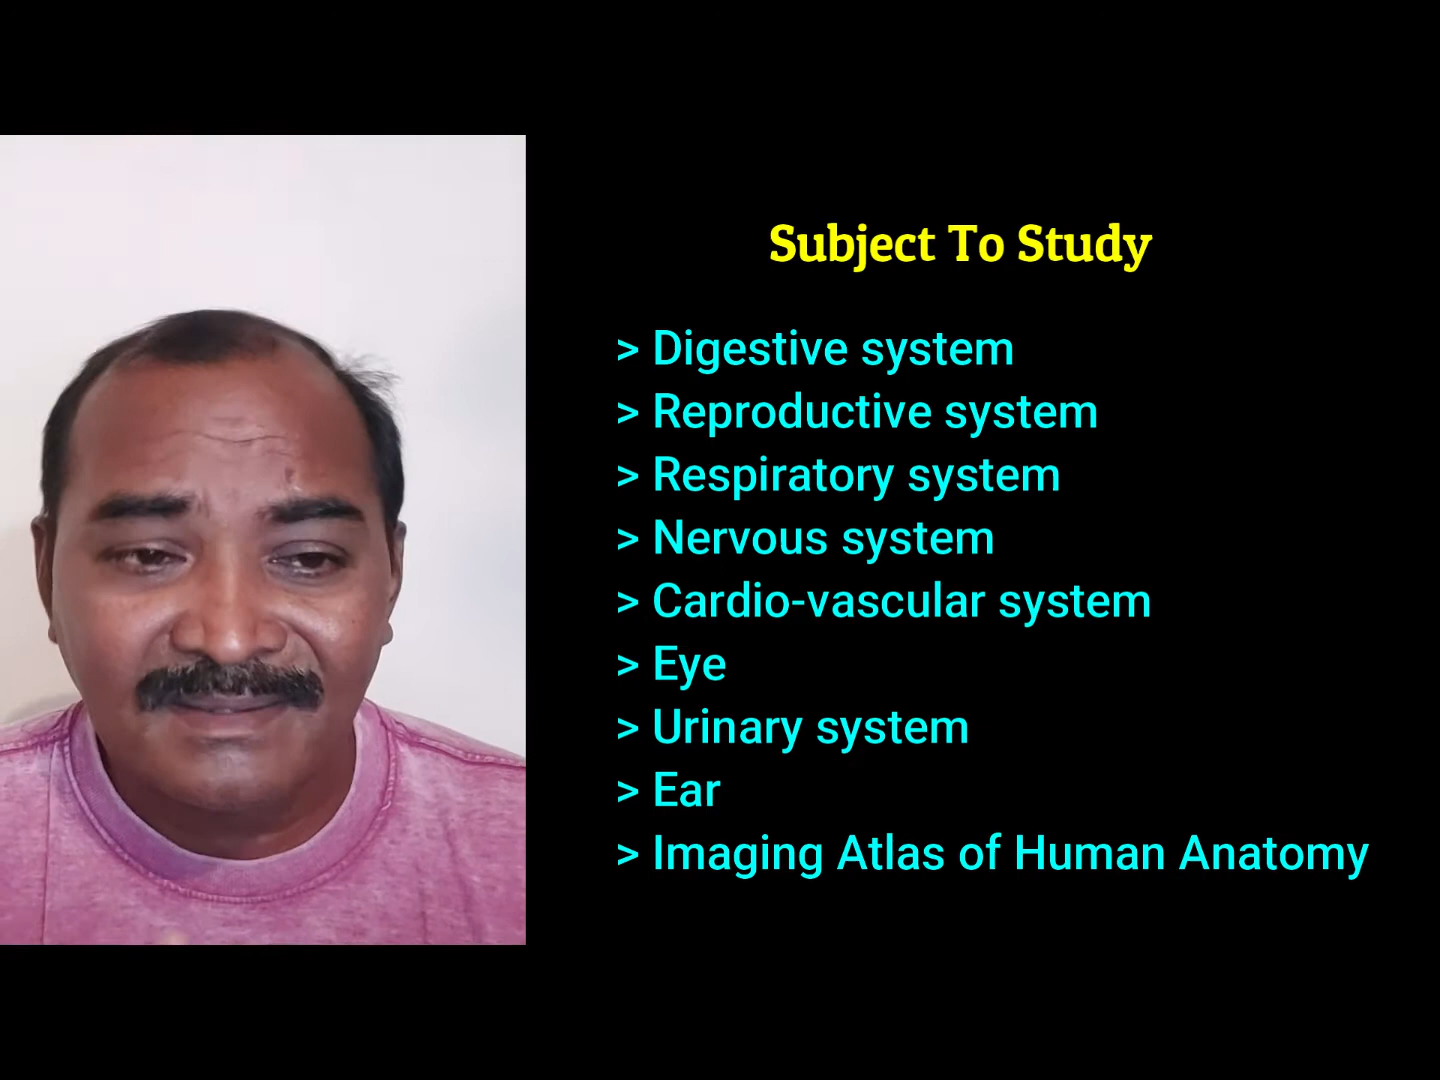 Subject To Study
> Digestive system
> Reproductive system
> Respiratory system
> Nervous system
> Cardio-vascular system
> Eye
> Urinary system
> Ear
> Imaging Atlas of Human Anatomy